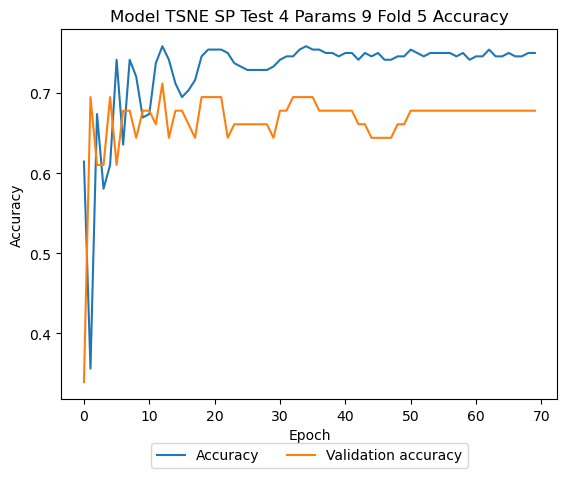 Model TSNE SP Test 4 Params 9 Fold 5 Accuracy
Accuracy
0.7
0.6
0.5
0.4
0 10 20 30 40 50 60 70
Epoch
Accuracy Validation accuracy